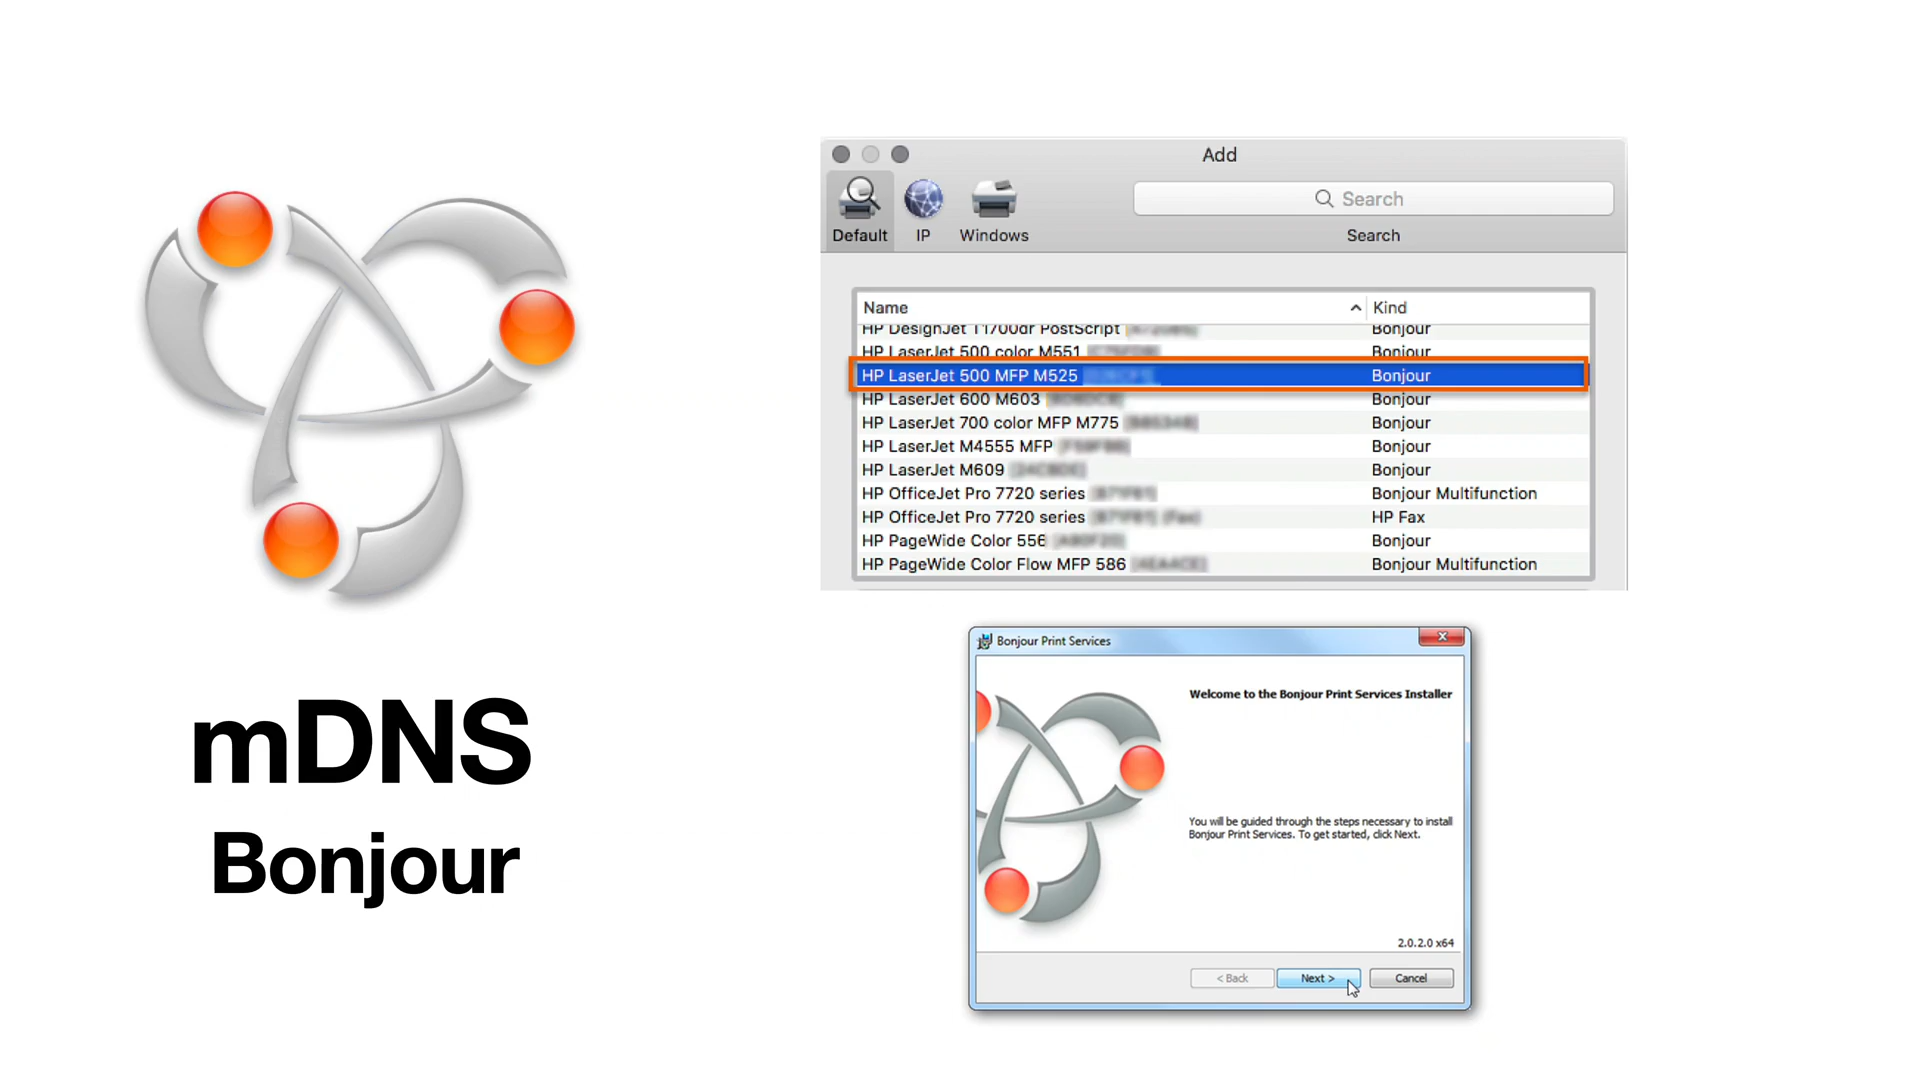 mDNS
Bonjour
Add
Default
IP
Windows
Search
Search
Name
Kind
HP DesignJet T1700dr PostScript Bonjour
HP LaserJet 500 color M551 Bonjour
HP LaserJet 500 MFP M525 Bonjour
HP LaserJet 600 M603 Bonjour
HP LaserJet 700 color MFP M775 Bonjour
HP LaserJet M4555 MFP Bonjour
HP LaserJet M609 Bonjour
HP OfficeJet Pro 7720 series Bonjour Multifunction
HP OfficeJet Pro 7720 series (Fax) HP Fax
HP PageWide Color 556 Bonjour
HP PageWide Color Flow MFP 586 Bonjour Multifunction
Bonjour Print Services
Welcome to the Bonjour Print Services Installer
You will be guided through the steps necessary to install
Bonjour Print Services. To get started, click Next.
2.0.2.0 x64
< Back
Next >
Cancel